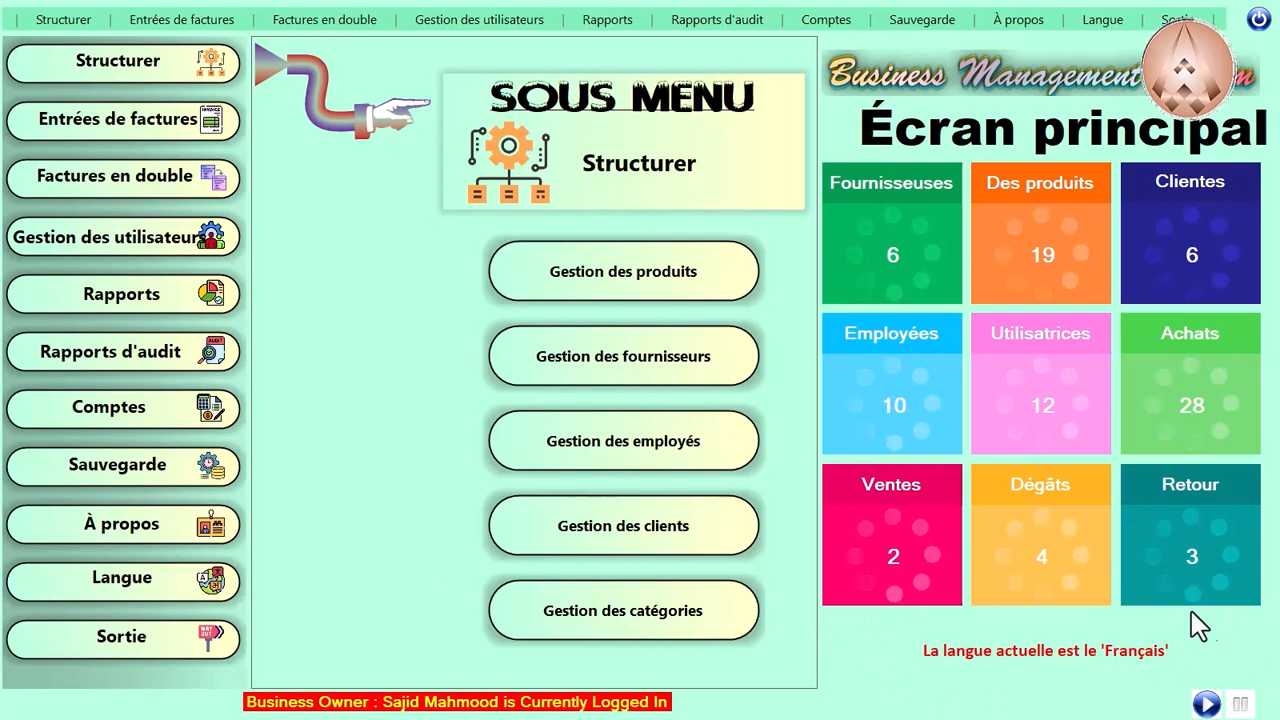 Structurer | Entrées de factures | Factures en double | Gestion des utilisateurs | Rapports | Rapports d'audit | Comptes | Sauvegarde | À propos | Langue |
Structurer
Entrées de factures
Factures en double
Gestion des utilisateurs
Rapports
Rapports d'audit
Comptes
Sauvegarde
À propos
Langue
Sortie
SOUS MENU
Structurer
Gestion des produits
Gestion des fournisseurs
Gestion des employés
Gestion des clients
Gestion des catégories
Business Management
Écran principal
Fournisseuses
6
Des produits
19
Clientes
6
Employées
10
Utilisatrices
12
Achats
28
Ventes
2
Dégâts
4
Retour
3
La langue actuelle est le 'Français'
Business Owner : Sajid Mahmood is Currently Logged In